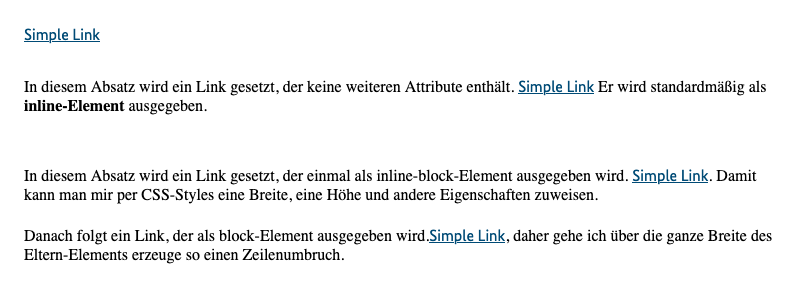 Simple Link
In diesem Absatz wird ein Link gesetzt, der keine weiteren Attribute enthält. Simple Link Er wird standardmäßig als
inline-Element ausgegeben.
In diesem Absatz wird ein Link gesetzt, der einmal als inline-block-Element ausgegeben wird. Simple Link. Damit
kann man mir per CSS-Styles eine Breite, eine Höhe und andere Eigenschaften zuweisen.
Danach folgt ein Link, der als block-Element ausgegeben wird.Simple Link, daher gehe ich über die ganze Breite des
Eltern-Elements erzeuge so einen Zeilenumbruch.